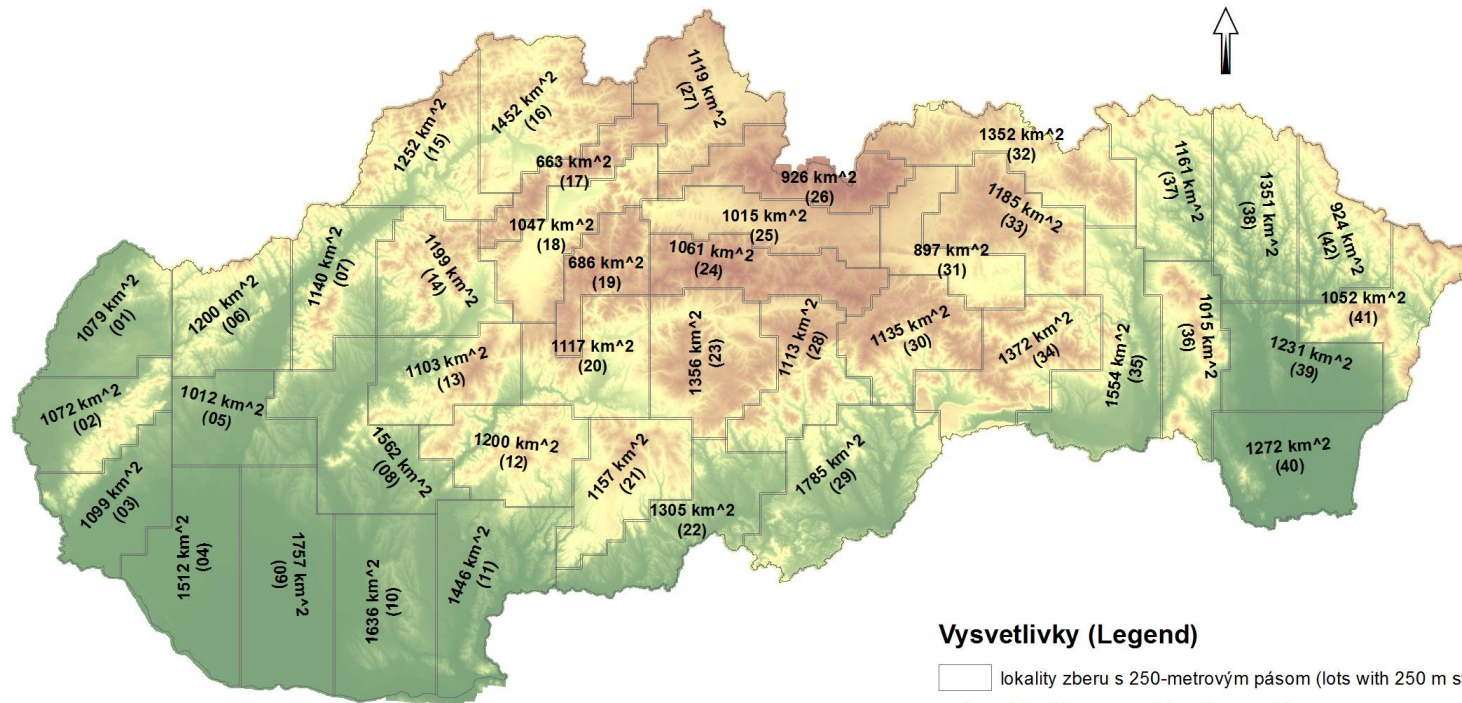 1119 km^2
(27)
1452 km^2
(16)
1252 km^2
(15)
663 km^2
(17)
1352 km^2
(32)
926 km^2
(26)
1161 km^2
(37)
1351 km^2
(38)
924 km^2
(42)
1185 km^2
(33)
1015 km^2
(25)
1047 km^2
(18)
1199 km^2
(14)
1140 km^2
(07)
1200 km^2
(06)
1079 km^2
(01)
686 km^2
(19)
1061 km^2
(24)
897 km^2
(31)
1052 km^2
(41)
1015 km^2
(36)
1231 km^2
(39)
1554 km^2
(35)
1372 km^2
(34)
1135 km^2
(30)
1113 km^2
(28)
1356 km^2
(23)
1117 km^2
(20)
1103 km^2
(13)
1012 km^2
(05)
1072 km^2
(02)
1099 km^2
(03)
1562 km^2
(08)
1200 km^2
(12)
1157 km^2
(21)
1305 km^2
(22)
1785 km^2
(29)
1272 km^2
(40)
1512 km^2
(04)
1757 km^2
(09)
1636 km^2
(10)
1446 km^2
(11)
Vysvetlivky (Legend)
lokality zberu s 250-metrovým pásom (lots with 250 m